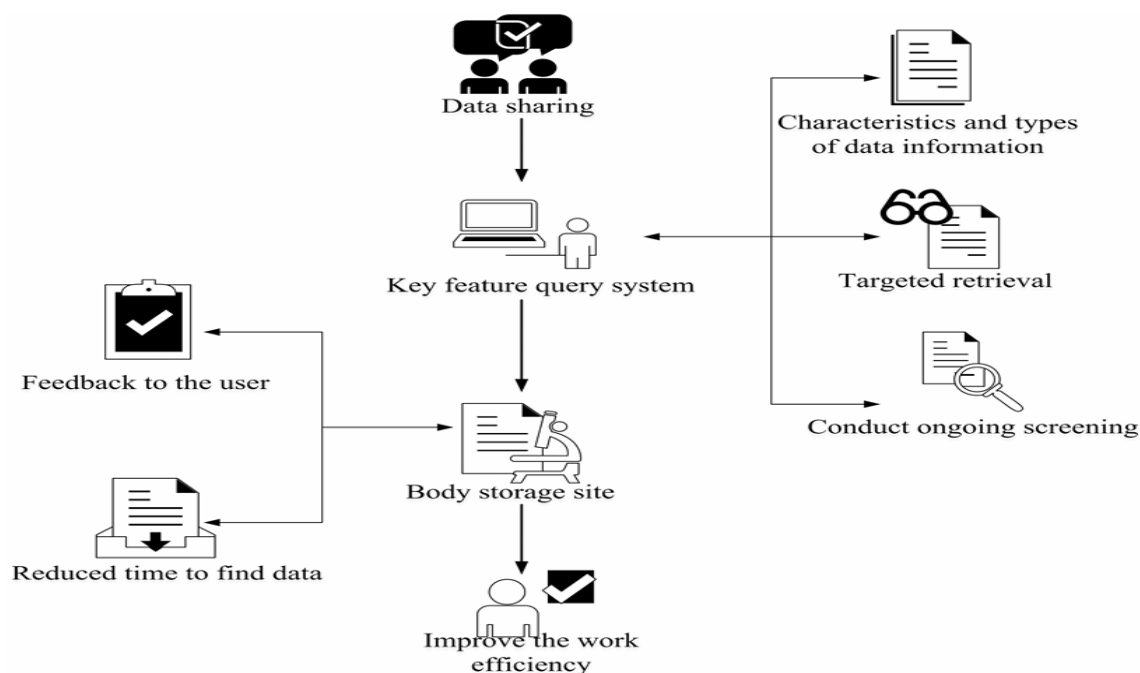 Data sharing
Characteristics and types
of data information
Key feature query system
Targeted retrieval
Feedback to the user
Conduct ongoing screening
Body storage site
Reduced time to find data
Improve the work
efficiency